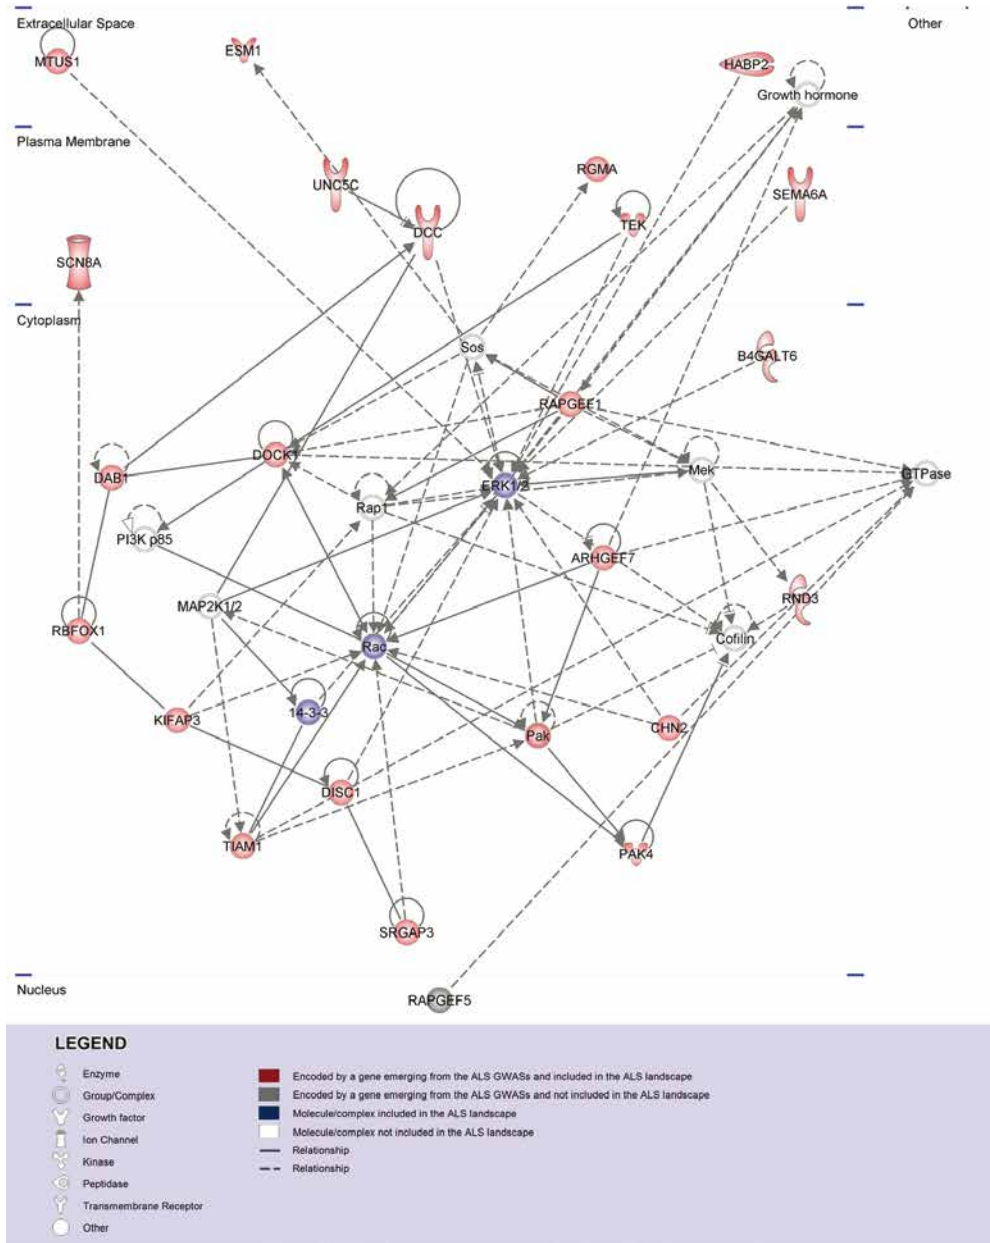 Extracellular Space
Other
MTUS1
ESM1
HABP2
Growth hormone
Plasma Membrane
UNC5C
RGMA
SEMA6A
DCC
TEK
SCN8A
Cytoplasm
Sos
B4GALT6
RAPGEF1
DOCK1
DAB1
Mek
GTPase
ERK1/2
Rap1
PI3K p85
ARHGEF7
MAP2K1/2
RND3
RBFOX1
Cofilin
Rac
14-3-3
KIFAP3
Pak
CHN2
DISC1
TIAM1
PAK4
SRGAP3
Nucleus
RAPGEF5
LEGEND
Enzyme
Group/Complex
Growth factor
Ion Channel
Kinase
Peptidase
Transmembrane Receptor
Other
Encoded by a gene emerging from the ALS GWASs and included in the ALS landscape
Encoded by a gene emerging from the ALS GWASs and not included in the ALS landscape
Molecule/complex included in the ALS landscape
Molecule/complex not included in the ALS landscape
Relationship
Relationship